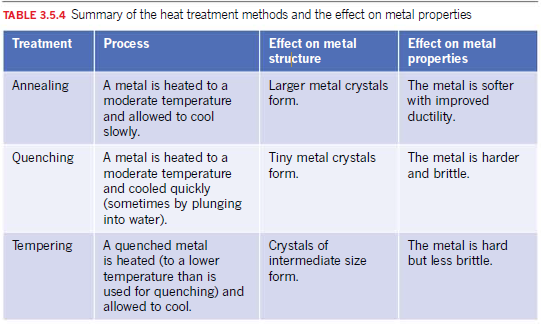 TABLE 3.5.4 Summary of the heat treatment methods and the effect on metal properties
Treatment
Process
Effect on metal
structure
Effect on metal
properties
Annealing
A metal is heated to a
moderate temperature
and allowed to cool
slowly.
Larger metal crystals
form.
The metal is softer
with improved
ductility.
Quenching
A metal is heated to a
moderate temperature
and cooled quickly
(sometimes by plunging
into water).
Tiny metal crystals
form.
The metal is harder
and brittle.
Tempering
A quenched metal
is heated (to a lower
temperature than is
used for quenching) and
allowed to cool.
Crystals of
intermediate size
form.
The metal is hard
but less brittle.